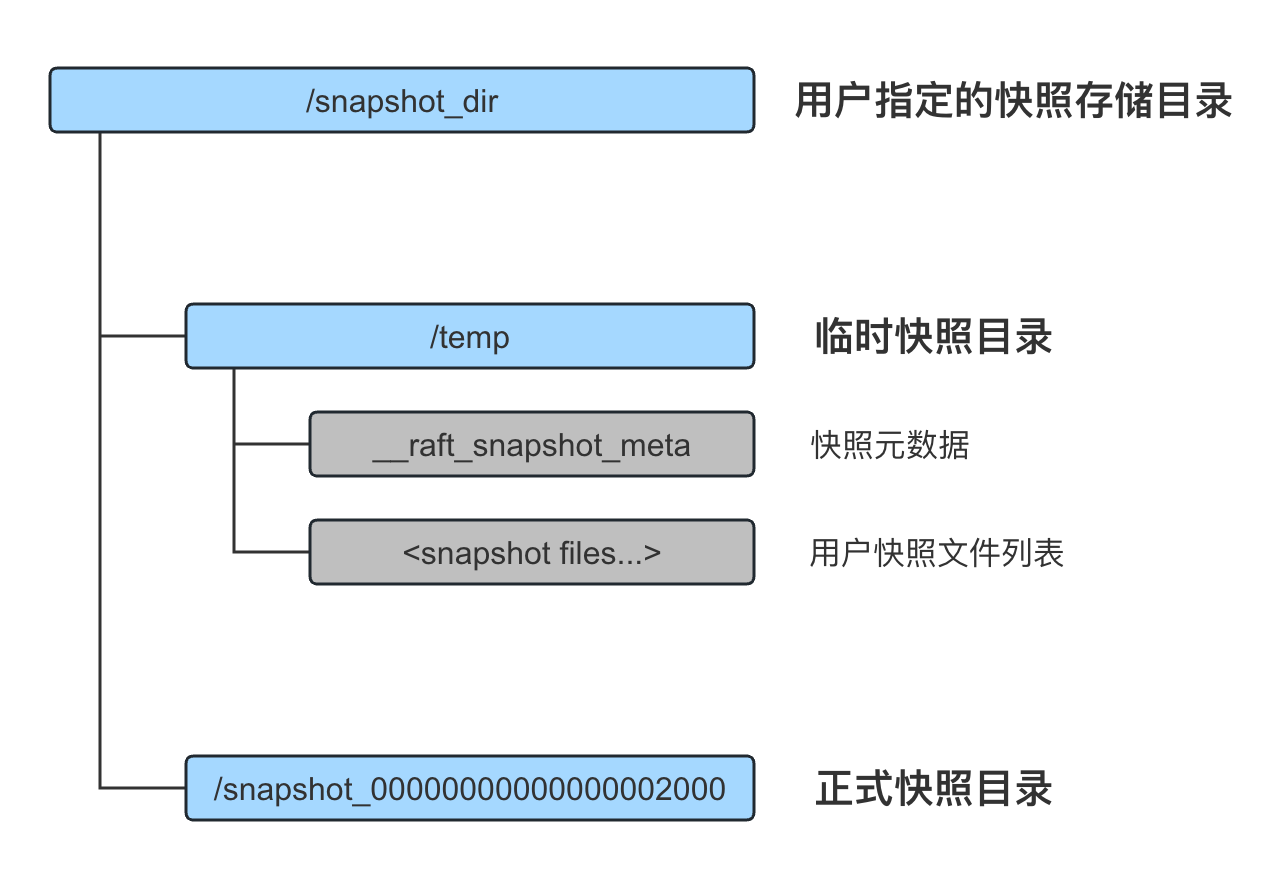 /snapshot_dir
用户指定的快照存储目录
/temp
临时快照目录
__raft_snapshot_meta
快照元数据
<snapshot files...>
用户快照文件列表
/snapshot_00000000000000002000
正式快照目录